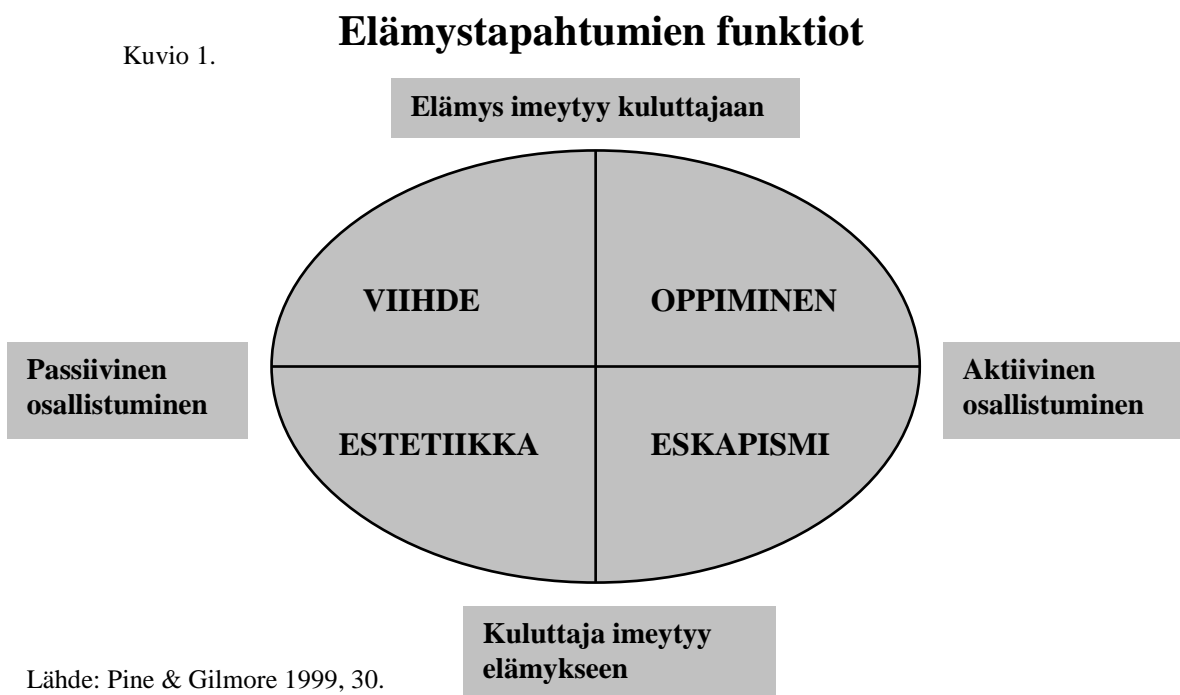 Elämystapahtumien funktiot
Kuvio 1.
Elämys imeytyy kuluttajaan
VIIHDE
OPPIMINEN
Passiivinen
osallistuminen
Aktiivinen
osallistuminen
ESTETIIKKA
ESKAPISMI
Kuluttaja imeytyy
elämykseen
Lähde: Pine & Gilmore 1999, 30.